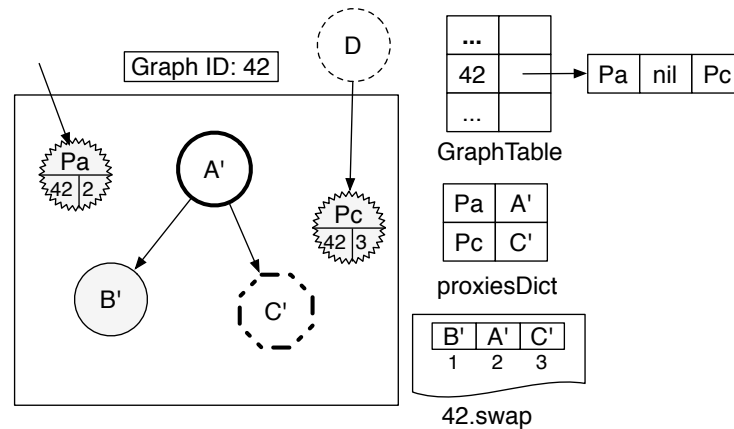 D
Graph ID: 42
...
42
Pa nil Pc
...
GraphTable
Pa
42 2
A'
Pc
42 3
B'
C'
Pa A'
Pc C'
proxiesDict
B' A' C'
1 2 3
42.swap